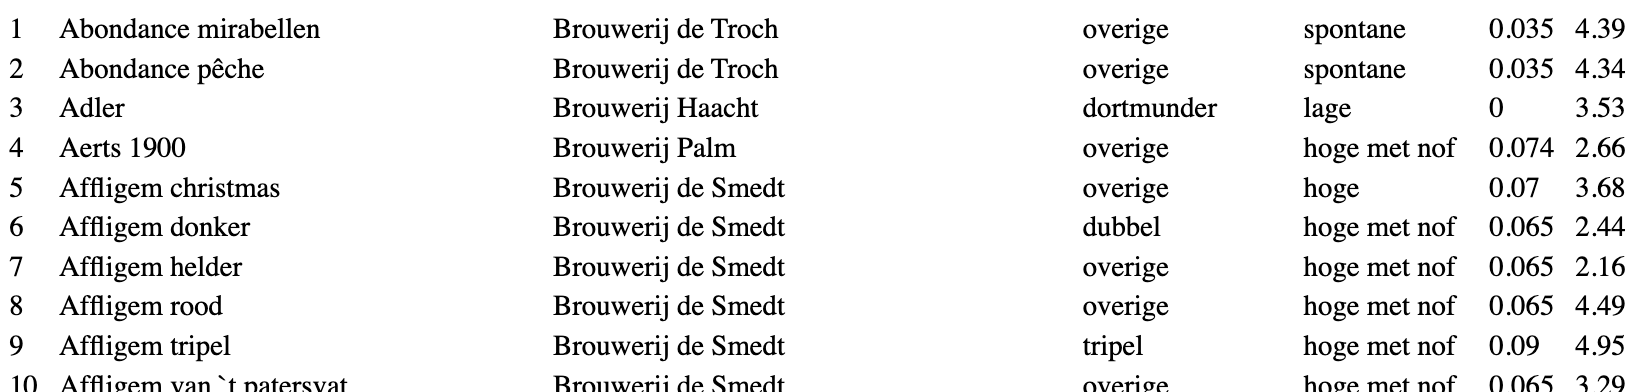 1 Abondance mirabellen Brouwerij de Troch overige spontane 0.035 4.39
2 Abondance pêche Brouwerij de Troch overige spontane 0.035 4.34
3 Adler Brouwerij Haacht dortmunder lage 0 3.53
4 Aerts 1900 Brouwerij Palm overige hoge met nof 0.074 2.66
5 Affligem christmas Brouwerij de Smedt overige hoge 0.07 3.68
6 Affligem donker Brouwerij de Smedt dubbel hoge met nof 0.065 2.44
7 Affligem helder Brouwerij de Smedt overige hoge met nof 0.065 2.16
8 Affligem rood Brouwerij de Smedt overige hoge met nof 0.065 4.49
9 Affligem tripel Brouwerij de Smedt tripel hoge met nof 0.09 4.95
10 Affligem van `t patersvat Brouwerij de Smedt overige hoge met nof 0.065 3.29